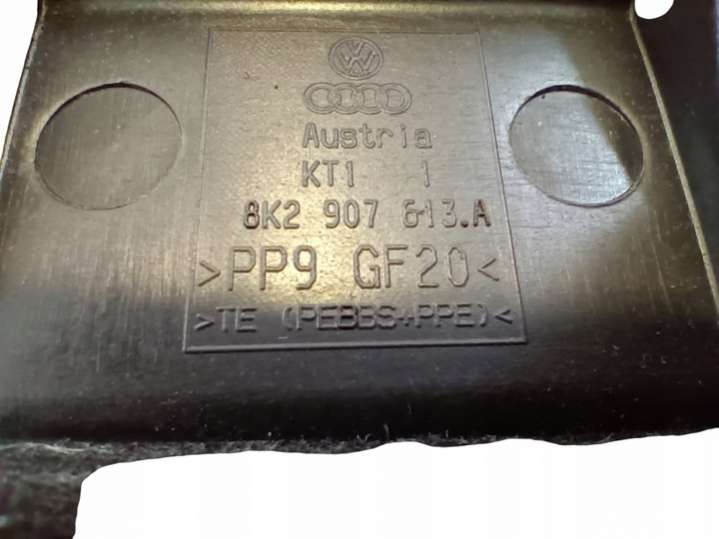 Austria
KT1 1
8K2 907 613.A
>PP9 GF20<
>TE (PEBBS+PPE)<